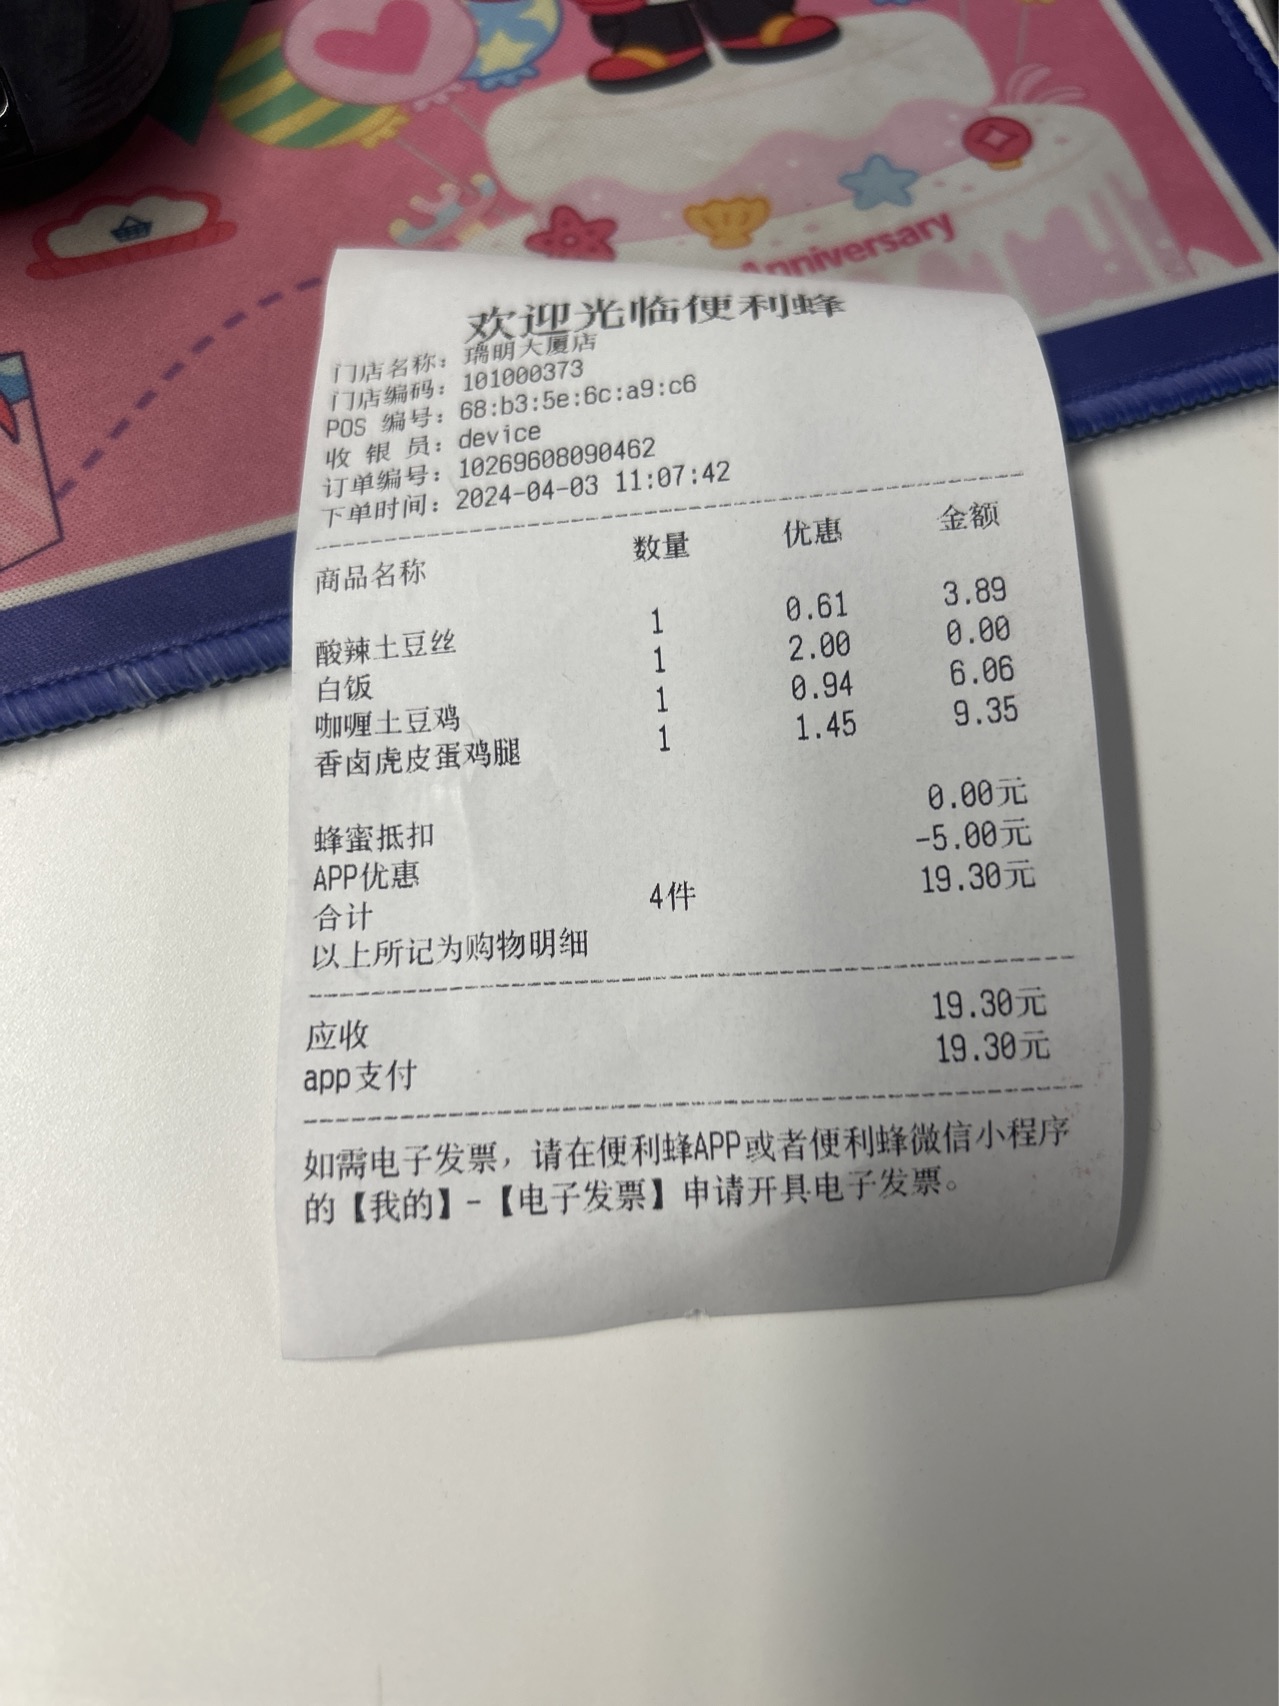 Anniversary
欢迎光临便利蜂
门店名称：瑞明大厦店
门店编码：101000373
POS 编号：68:b3:5e:6c:a9:c6
收 银 员：device
订单编号：10269608090462
下单时间：2024-04-03 11:07:42
商品名称 数量 优惠 金额
酸辣土豆丝 1 0.61 3.89
白饭 1 2.00 0.00
咖喱土豆鸡 1 0.94 6.06
香卤虎皮蛋鸡腿 1 1.45 9.35
蜂蜜抵扣 0.00元
APP优惠 -5.00元
合计 4件 19.30元
以上所记为购物明细
应收 19.30元
app支付 19.30元
如需电子发票，请在便利蜂APP或者便利蜂微信小程序
的【我的】-【电子发票】申请开具电子发票。